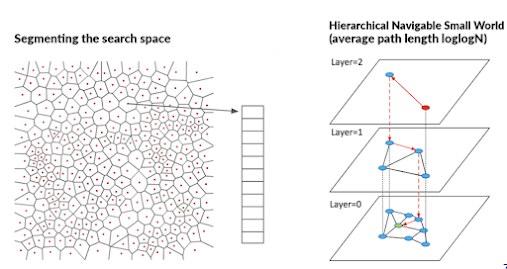 Segmenting the search space
Hierarchical Navigable Small World
(average path length loglogN)
Layer=2
Layer=1
Layer=0